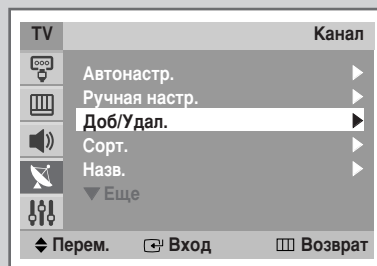 TV Канал
Автонастр.
Ручная настр.
Доб/Удал.
Сорт.
Назв.
▼ Еще
Перем. Вход Возврат